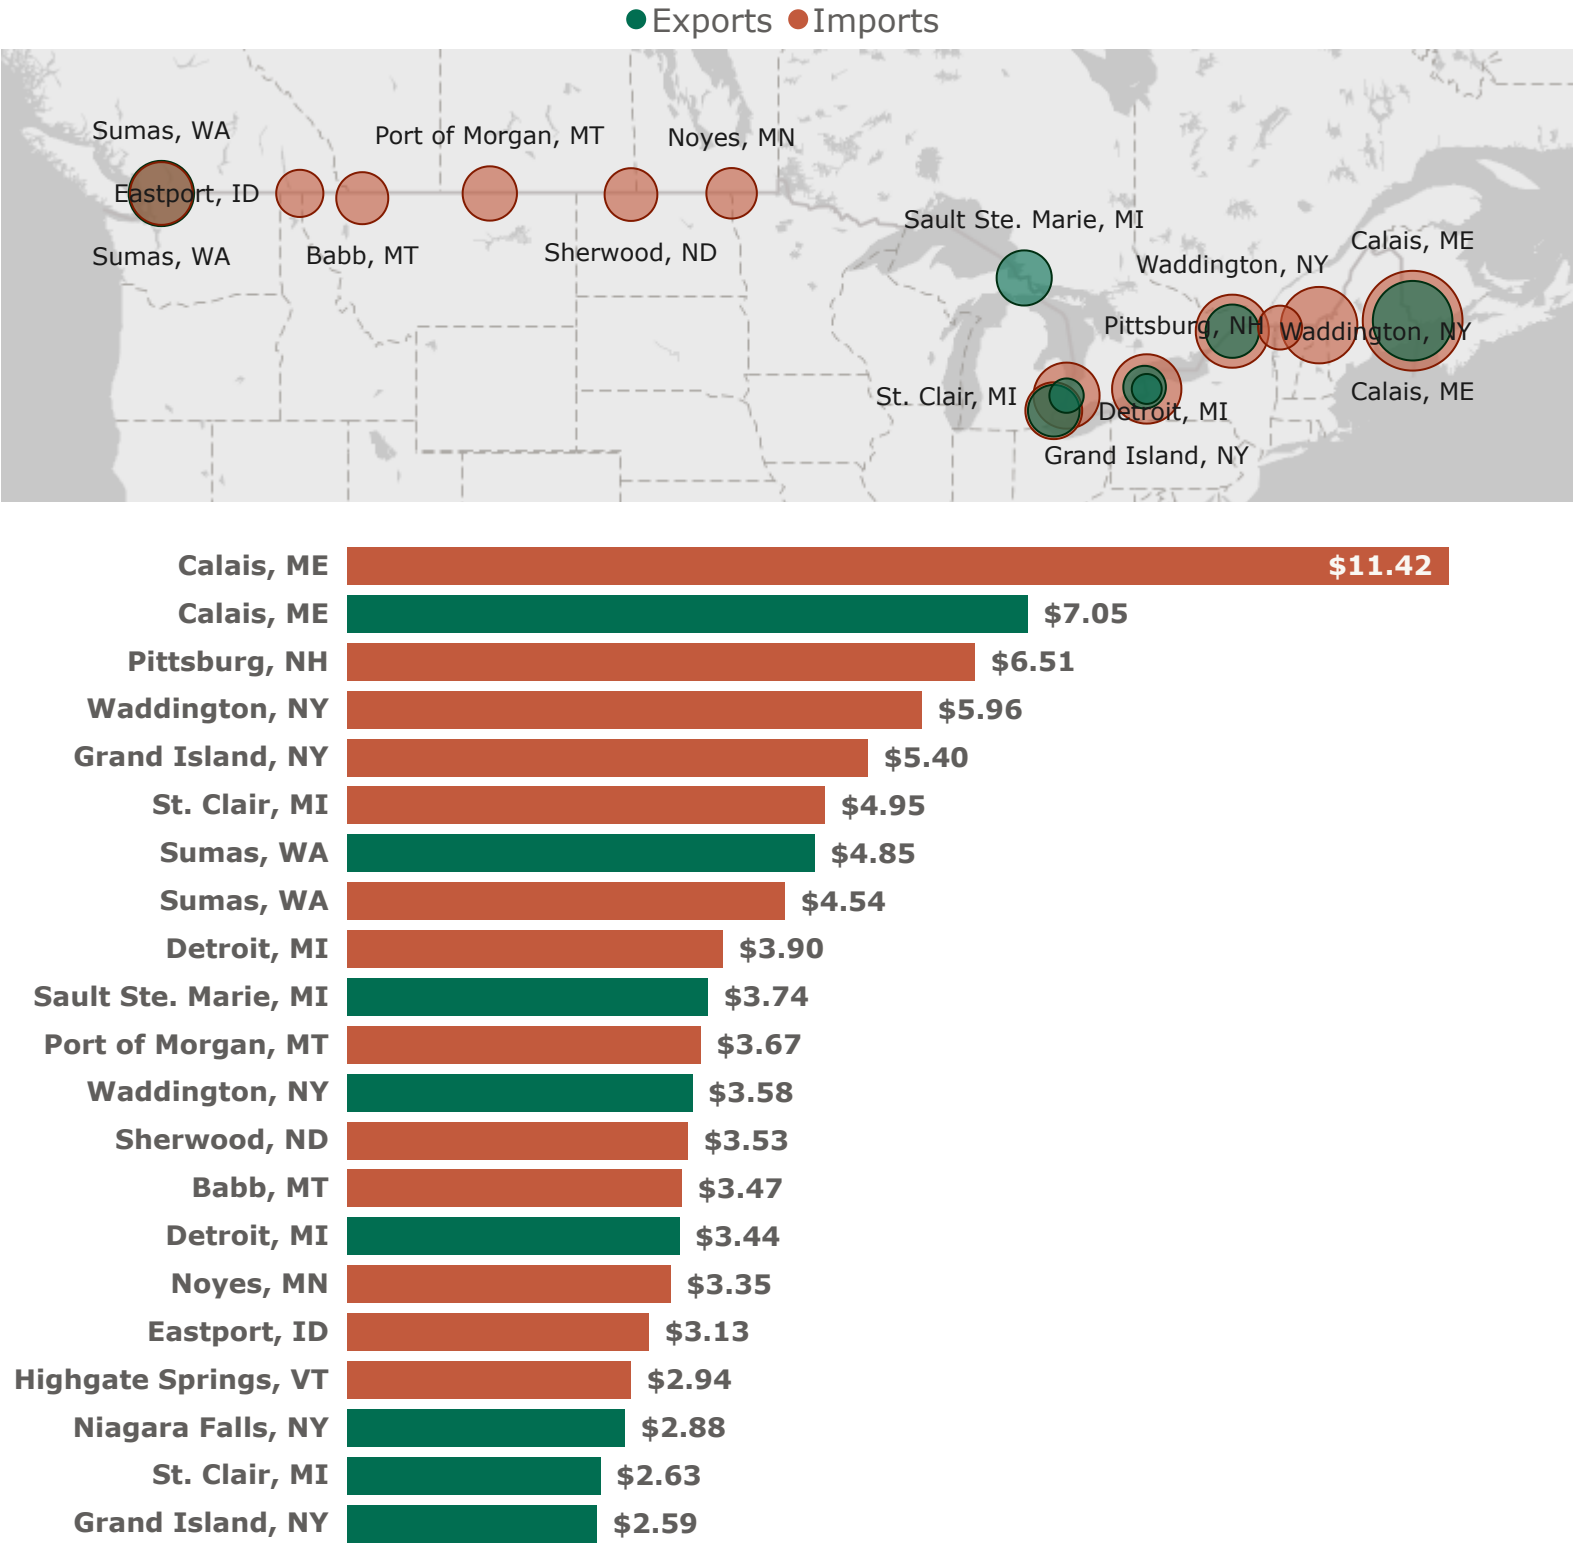 Exports Imports
Sumas, WA
Port of Morgan, MT
Noyes, MN
Eastport, ID
Sault Ste. Marie, MI
Calais, ME
Sumas, WA
Babb, MT
Sherwood, ND
Waddington, NY
Pittsburg, NH
Waddington, NY
St. Clair, MI
Detroit, MI
Calais, ME
Grand Island, NY
Calais, ME $11.42
Calais, ME $7.05
Pittsburg, NH $6.51
Waddington, NY $5.96
Grand Island, NY $5.40
St. Clair, MI $4.95
Sumas, WA $4.85
Sumas, WA $4.54
Detroit, MI $3.90
Sault Ste. Marie, MI $3.74
Port of Morgan, MT $3.67
Waddington, NY $3.58
Sherwood, ND $3.53
Babb, MT $3.47
Detroit, MI $3.44
Noyes, MN $3.35
Eastport, ID $3.13
Highgate Springs, VT $2.94
Niagara Falls, NY $2.88
St. Clair, MI $2.63
Grand Island, NY $2.59